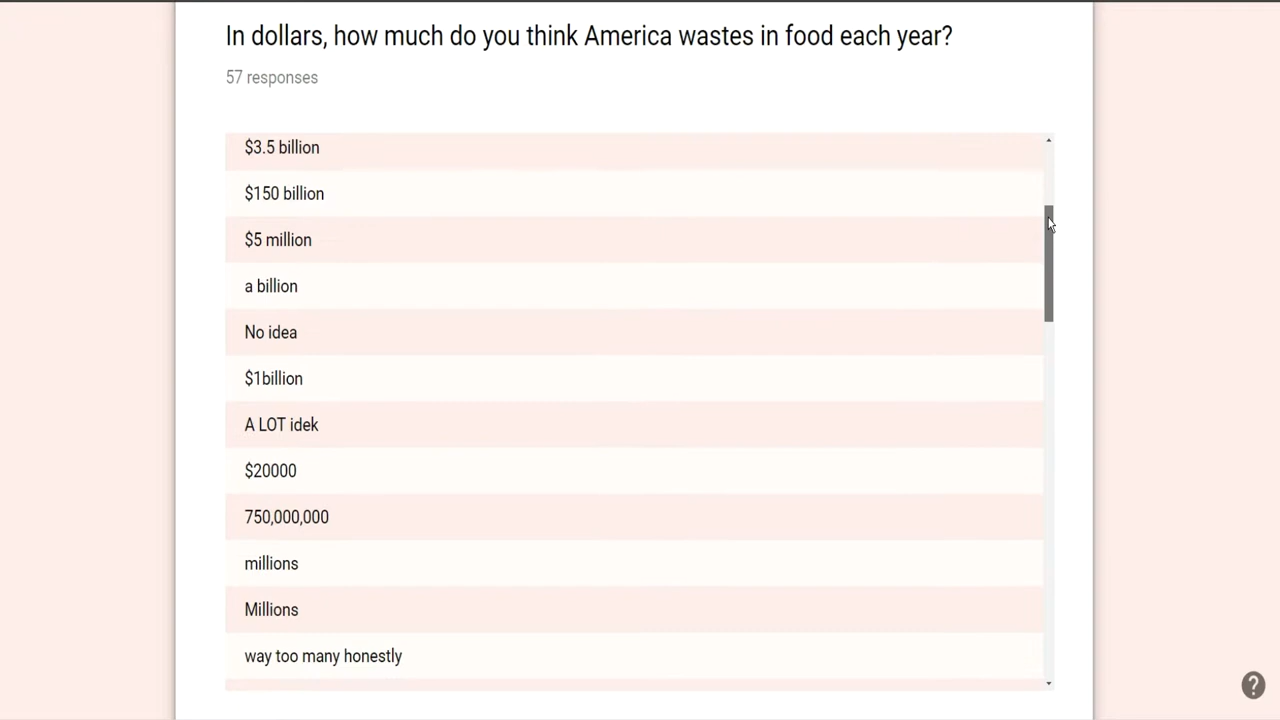 In dollars, how much do you think America wastes in food each year?
57 responses
$3.5 billion
$150 billion
$5 million
a billion
No idea
$1billion
A LOT idek
$20000
750,000,000
millions
Millions
way too many honestly
?